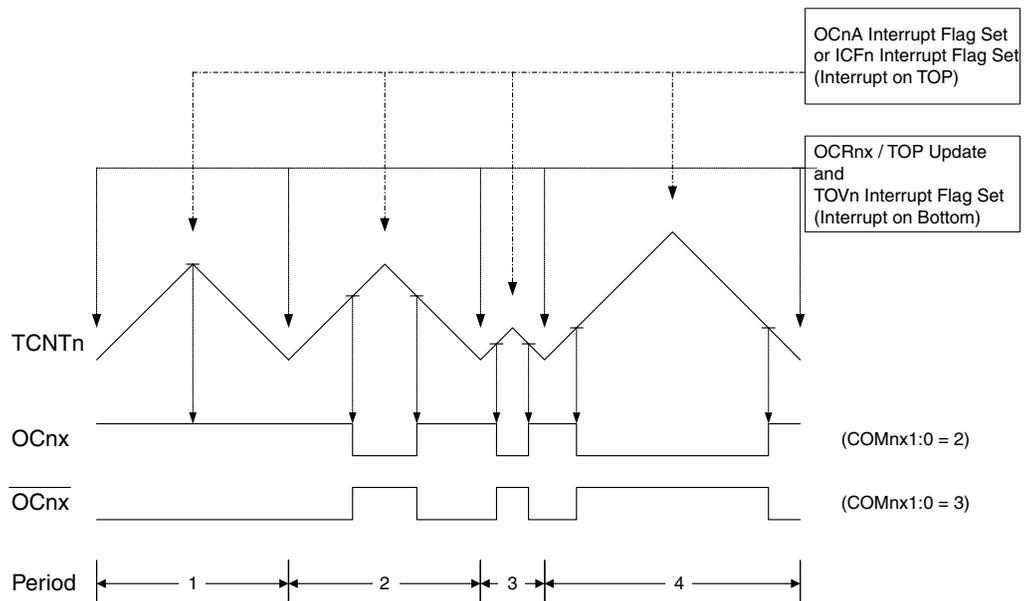 OCnA Interrupt Flag Set
or ICFn Interrupt Flag Set
(Interrupt on TOP)
OCRnx / TOP Update
and
TOVn Interrupt Flag Set
(Interrupt on Bottom)
TCNTn
OCnx
(COMnx1:0 = 2)
OCnx
(COMnx1:0 = 3)
Period
1
2
3
4